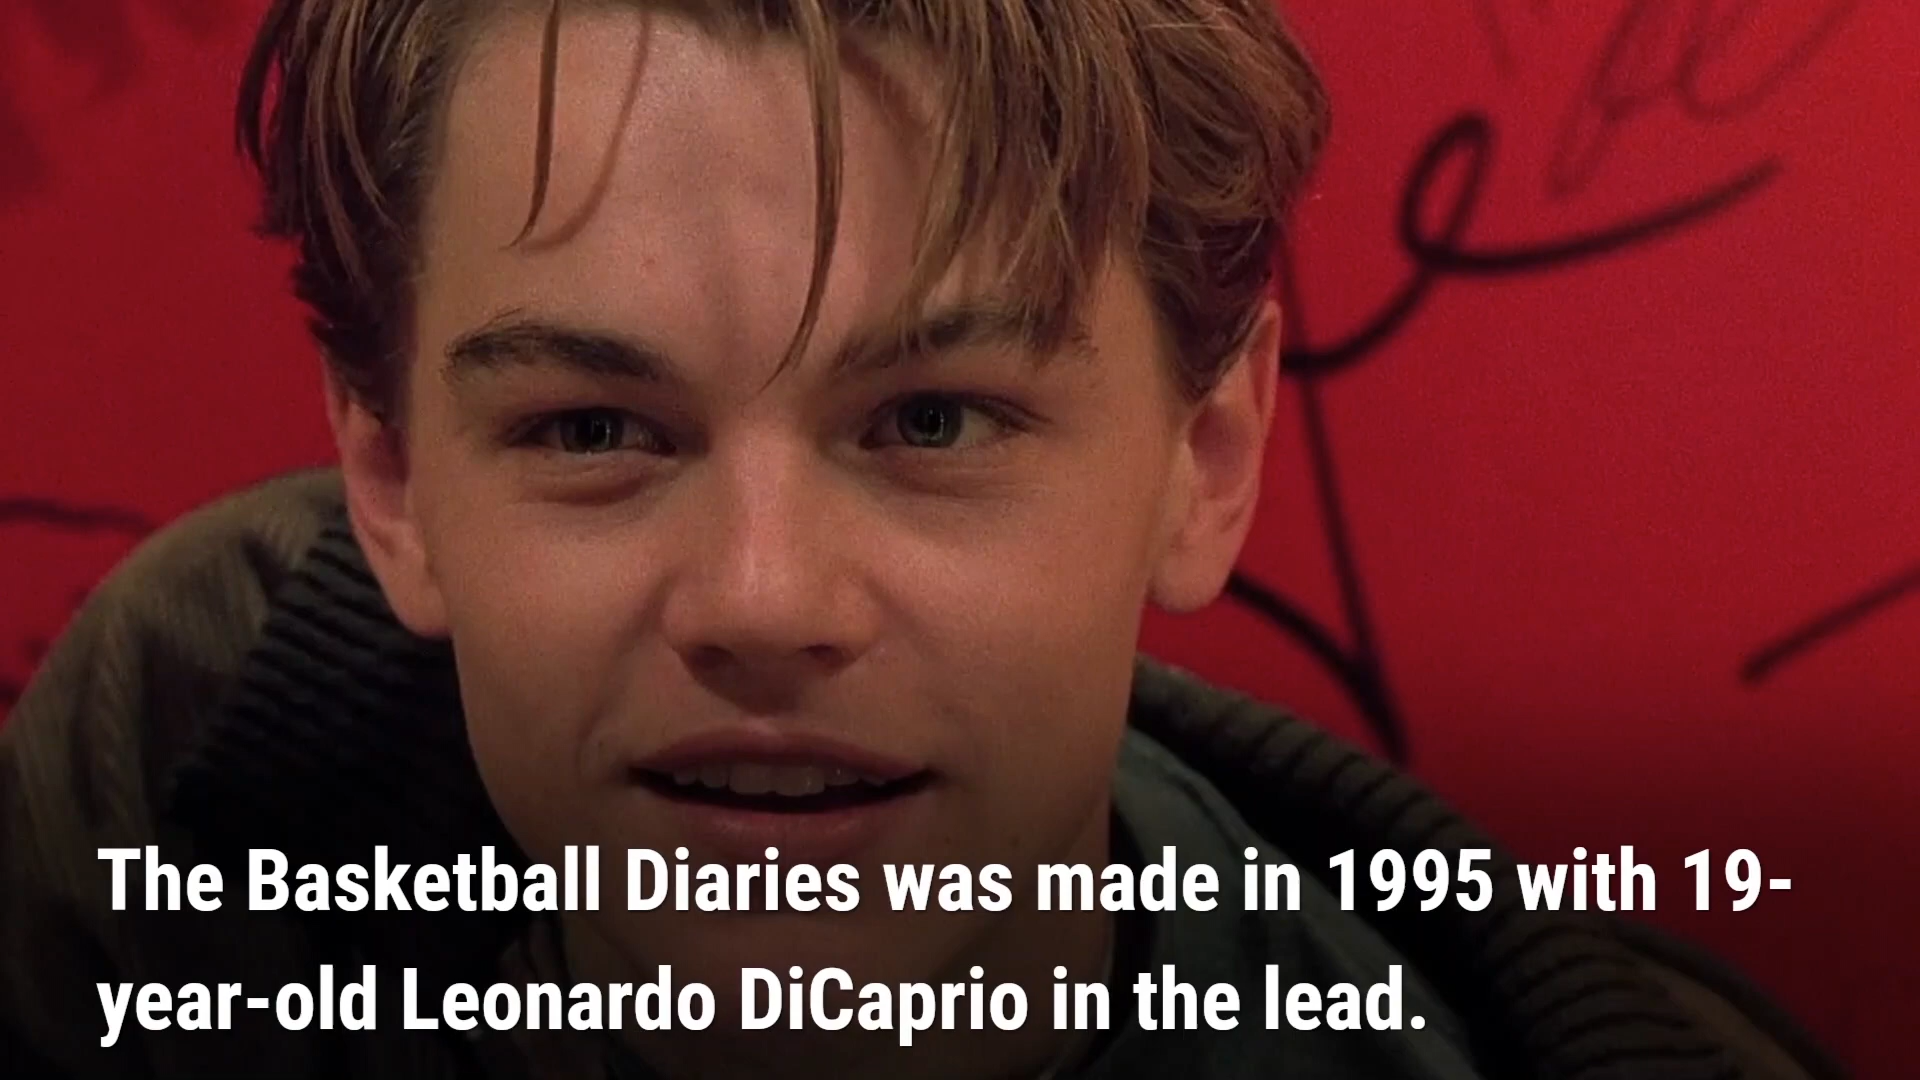 The Basketball Diaries was made in 1995 with 19-
year-old Leonardo DiCaprio in the lead.